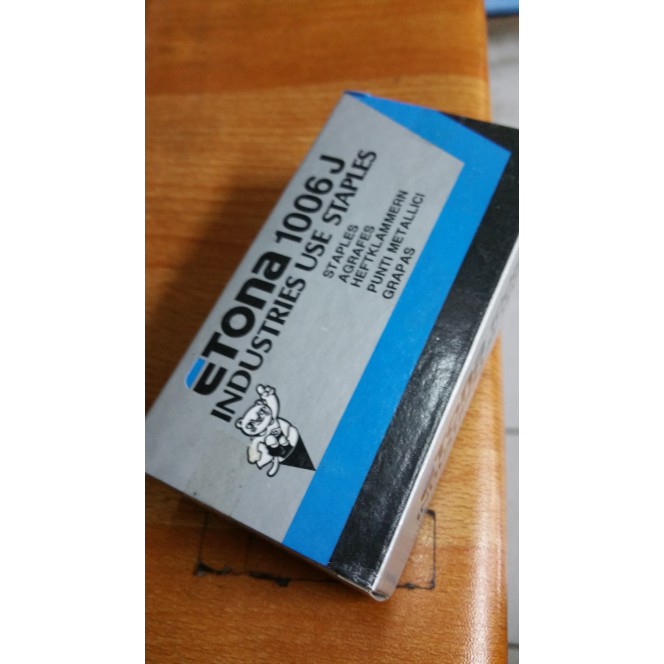 ETONA 1006J
INDUSTRIES USE STAPLES
STAPLES
AGRAFES
HEFTKLAMMERN
PUNTI METALLICI
GRAPAS